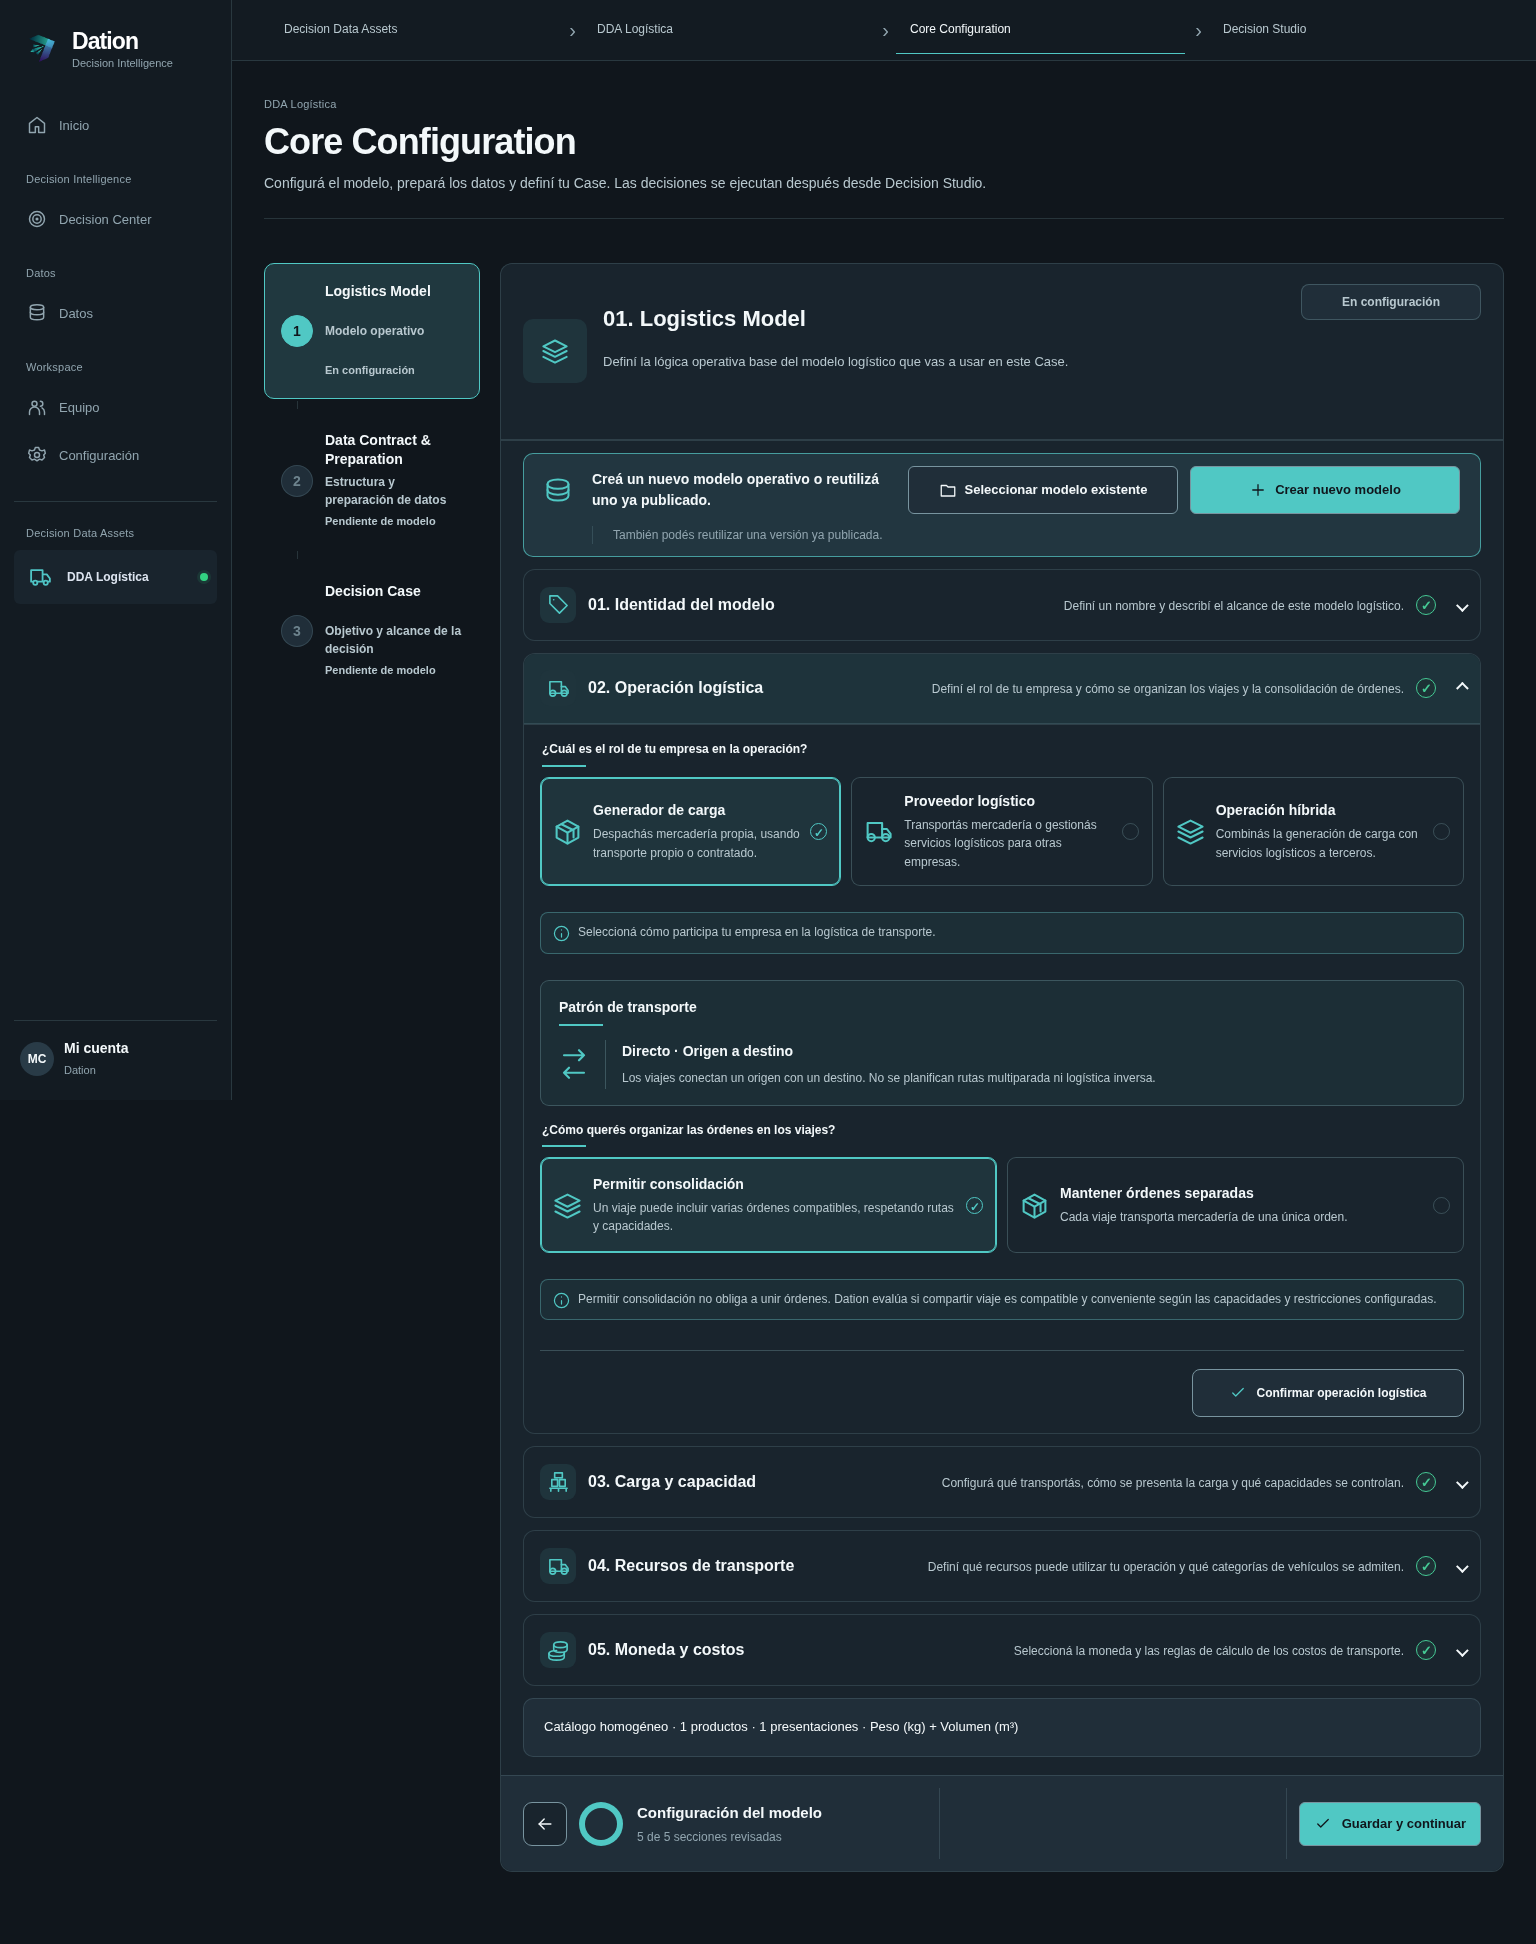 Dation
Decision Intelligence
Inicio
Decision Intelligence
Decision Center
Datos
Datos
Workspace
Equipo
Configuración
Decision Data Assets
DDA Logística
MC
Mi cuenta
Dation
Decision Data Assets
DDA Logística
Core Configuration
Decision Studio
DDA Logística
Core Configuration
Configurá el modelo, prepará los datos y definí tu Case. Las decisiones se ejecutan después desde Decision Studio.
1
Logistics Model
Modelo operativo
En configuración
2
Data Contract &
Preparation
Estructura y
preparación de datos
Pendiente de modelo
3
Decision Case
Objetivo y alcance de la
decisión
Pendiente de modelo
01. Logistics Model
Definí la lógica operativa base del modelo logístico que vas a usar en este Case.
En configuración
Creá un nuevo modelo operativo o reutilizá
uno ya publicado.
También podés reutilizar una versión ya publicada.
Seleccionar modelo existente
Crear nuevo modelo
01. Identidad del modelo
Definí un nombre y describí el alcance de este modelo logístico.
02. Operación logística
Definí el rol de tu empresa y cómo se organizan los viajes y la consolidación de órdenes.
¿Cuál es el rol de tu empresa en la operación?
Generador de carga
Despachás mercadería propia, usando
transporte propio o contratado.
Proveedor logístico
Transportás mercadería o gestionás
servicios logísticos para otras
empresas.
Operación híbrida
Combinás la generación de carga con
servicios logísticos a terceros.
Seleccioná cómo participa tu empresa en la logística de transporte.
Patrón de transporte
Directo · Origen a destino
Los viajes conectan un origen con un destino. No se planifican rutas multiparada ni logística inversa.
¿Cómo querés organizar las órdenes en los viajes?
Permitir consolidación
Un viaje puede incluir varias órdenes compatibles, respetando rutas
y capacidades.
Mantener órdenes separadas
Cada viaje transporta mercadería de una única orden.
Permitir consolidación no obliga a unir órdenes. Dation evalúa si compartir viaje es compatible y conveniente según las capacidades y restricciones configuradas.
Confirmar operación logística
03. Carga y capacidad
Configurá qué transportás, cómo se presenta la carga y qué capacidades se controlan.
04. Recursos de transporte
Definí qué recursos puede utilizar tu operación y qué categorías de vehículos se admiten.
05. Moneda y costos
Seleccioná la moneda y las reglas de cálculo de los costos de transporte.
Catálogo homogéneo · 1 productos · 1 presentaciones · Peso (kg) + Volumen (m³)
Configuración del modelo
5 de 5 secciones revisadas
Guardar y continuar